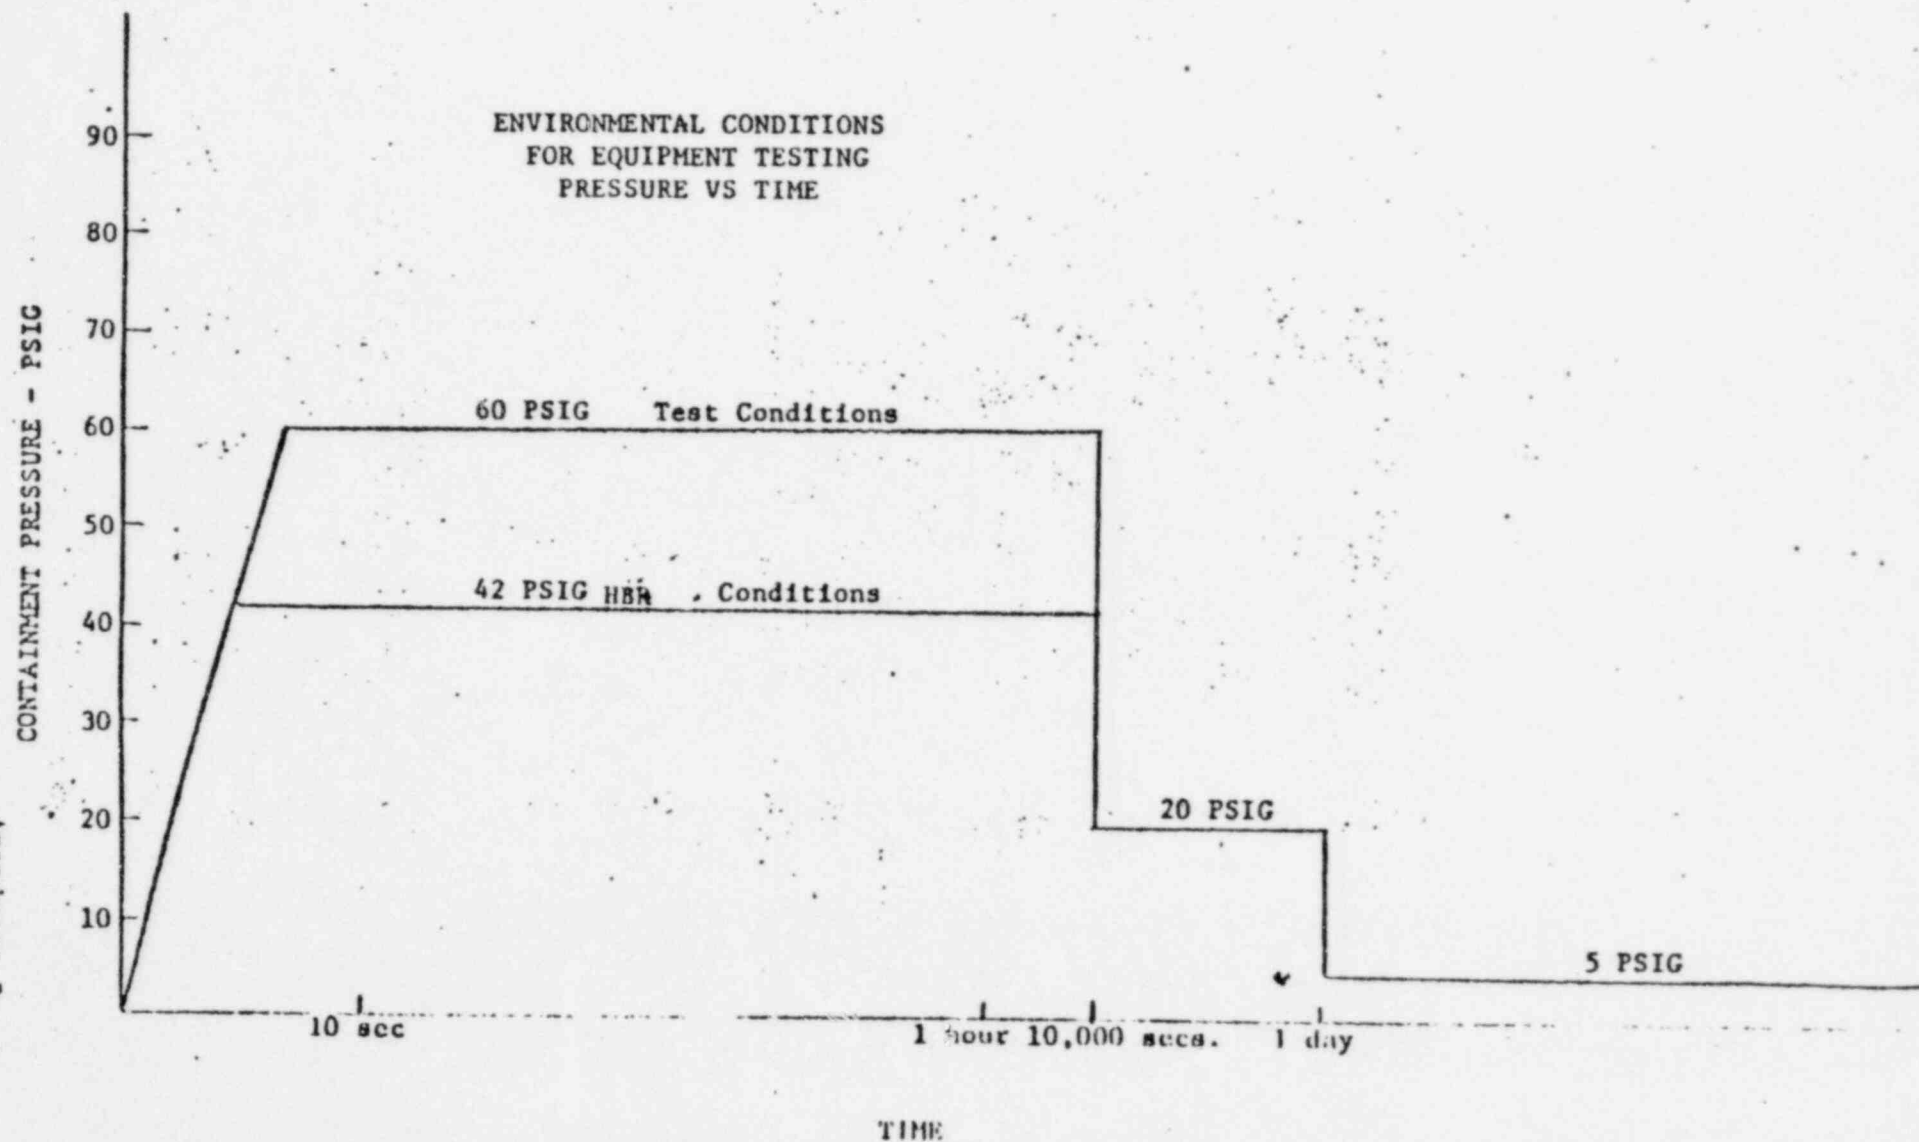 ENVIRONMENTAL CONDITIONS
FOR EQUIPMENT TESTING
PRESSURE VS TIME
CONTAINMENT PRESSURE - PSIG
90
80
70
60
50
40
30
20
10
60 PSIG Test Conditions
42 PSIG HBR Conditions
20 PSIG
5 PSIG
10 sec
1 hour 10,000 secs. 1 day
TIME